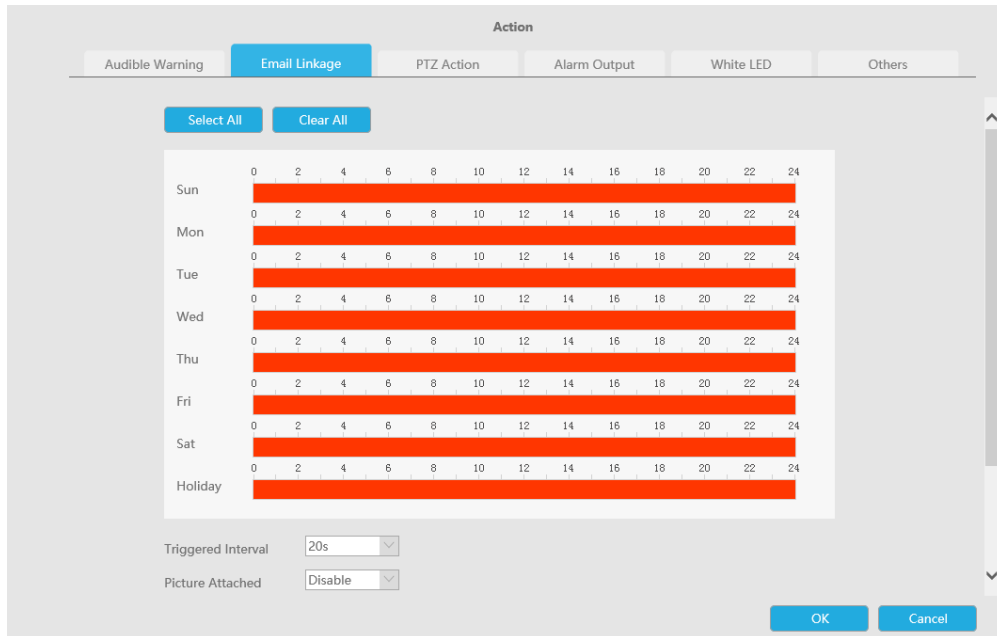 Action
Audible Warning Email Linkage PTZ Action Alarm Output White LED Others
Select All Clear All
0 2 4 6 8 10 12 14 16 18 20 22 24
Sun
0 2 4 6 8 10 12 14 16 18 20 22 24
Mon
0 2 4 6 8 10 12 14 16 18 20 22 24
Tue
0 2 4 6 8 10 12 14 16 18 20 22 24
Wed
0 2 4 6 8 10 12 14 16 18 20 22 24
Thu
0 2 4 6 8 10 12 14 16 18 20 22 24
Fri
0 2 4 6 8 10 12 14 16 18 20 22 24
Sat
0 2 4 6 8 10 12 14 16 18 20 22 24
Holiday
Triggered Interval 20s
Picture Attached Disable
OK Cancel